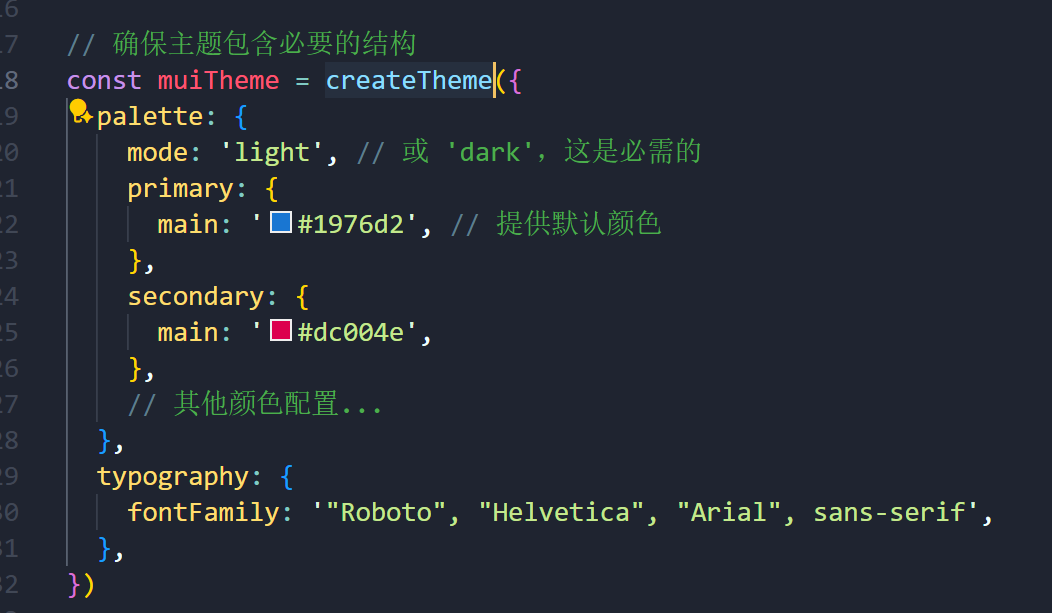 // 确保主题包含必要的结构
18 const muiTheme = createTheme({
19 palette: {
20 mode: 'light', // 或 'dark'，这是必需的
21 primary: {
22 main: '#1976d2', // 提供默认颜色
23 },
24 secondary: {
25 main: '#dc004e',
26 },
27 // 其他颜色配置...
28 },
29 typography: {
30 fontFamily: '"Roboto", "Helvetica", "Arial", sans-serif',
31 },
32 })